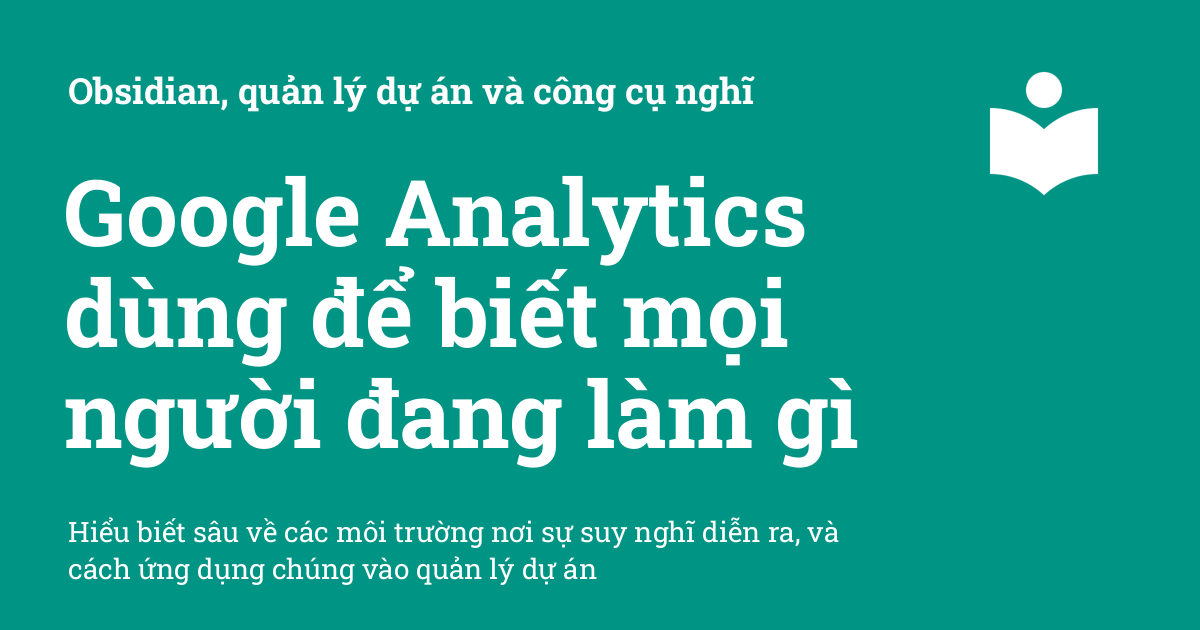 Obsidian, quản lý dự án và công cụ nghĩ
Google Analytics
dùng để biết mọi
người đang làm gì
Hiểu biết sâu về các môi trường nơi sự suy nghĩ diễn ra, và
cách ứng dụng chúng vào quản lý dự án